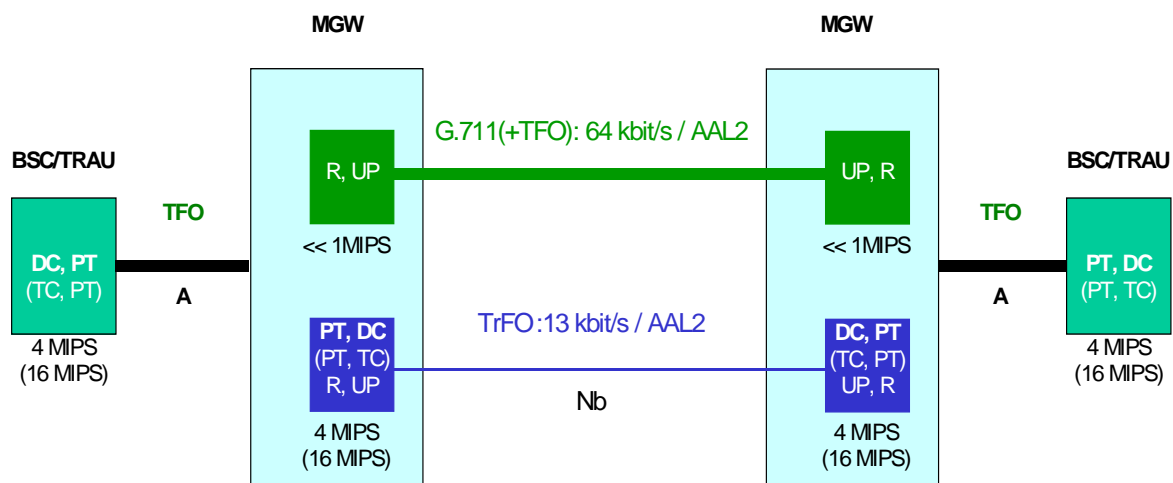 MGW
MGW
G.711(+TFO): 64 kbit/s / AAL2
BSC/TRAU
BSC/TRAU
R, UP
UP, R
TFO
TFO
<< 1MIPS
<< 1MIPS
DC, PT
(TC, PT)
PT, DC
(PT, TC)
A
A
TrFO :13 kbit/s / AAL2
PT, DC
(PT, TC)
R, UP
DC, PT
(TC, PT)
UP, R
4 MIPS
(16 MIPS)
4 MIPS
(16 MIPS)
Nb
4 MIPS
(16 MIPS)
4 MIPS
(16 MIPS)